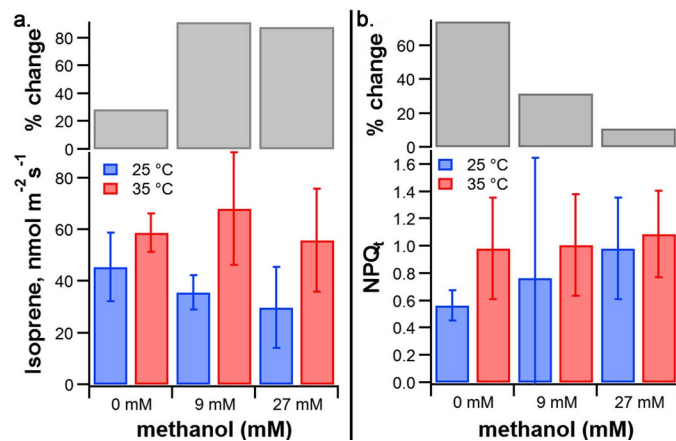 a.
% change
80
60
40
20
0
Isoprene, nmol m⁻² s⁻¹
80
60
40
20
0
25 °C
35 °C
0 mM 9 mM 27 mM
methanol (mM)
b.
% change
60
40
20
0
NPQt
1.6
1.4
1.2
1.0
0.8
0.6
0.4
0.2
0.0
25 °C
35 °C
0 mM 9 mM 27 mM
methanol (mM)